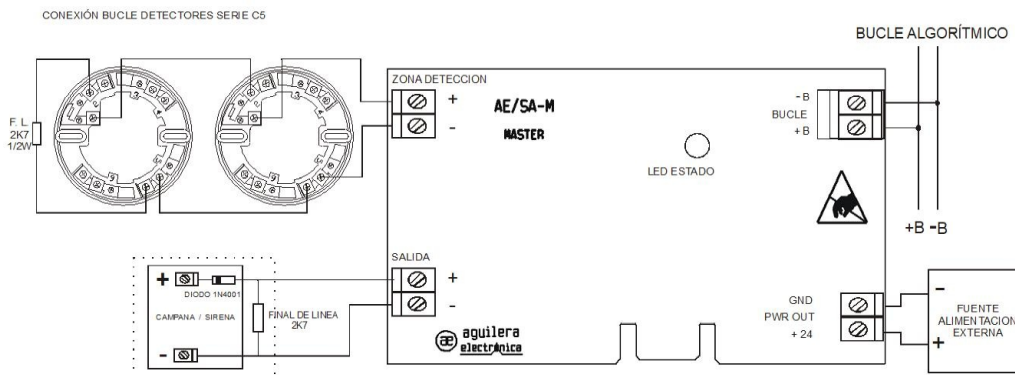 CONEXIÓN BUCLE DETECTORES SERIE C5
BUCLE ALGORÍTMICO
F. L.
2K7
1/2W
ZONA DETECCION
+
-
AE/SA-M
MASTER
LED ESTADO
- B
BUCLE
+ B
+B -B
SALIDA
+
-
+
DIODO 1N4001
CAMPANA / SIRENA
-
FINAL DE LINEA
2K7
ae aguilera
electrónica
GND
PWR OUT
+ 24
-
FUENTE
ALIMENTACION
EXTERNA
+